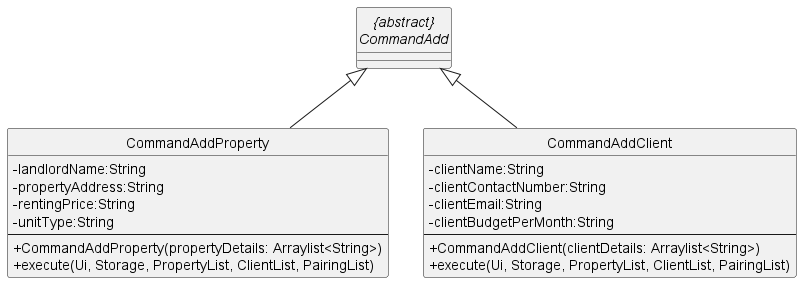 {abstract}
CommandAdd
CommandAddProperty
-landlordName:String
-propertyAddress:String
-rentingPrice:String
-unitType:String
+CommandAddProperty(propertyDetails: Arraylist<String>)
+execute(Ui, Storage, PropertyList, ClientList, PairingList)
CommandAddClient
-clientName:String
-clientContactNumber:String
-clientEmail:String
-clientBudgetPerMonth:String
+CommandAddClient(clientDetails: Arraylist<String>)
+execute(Ui, Storage, PropertyList, ClientList, PairingList)